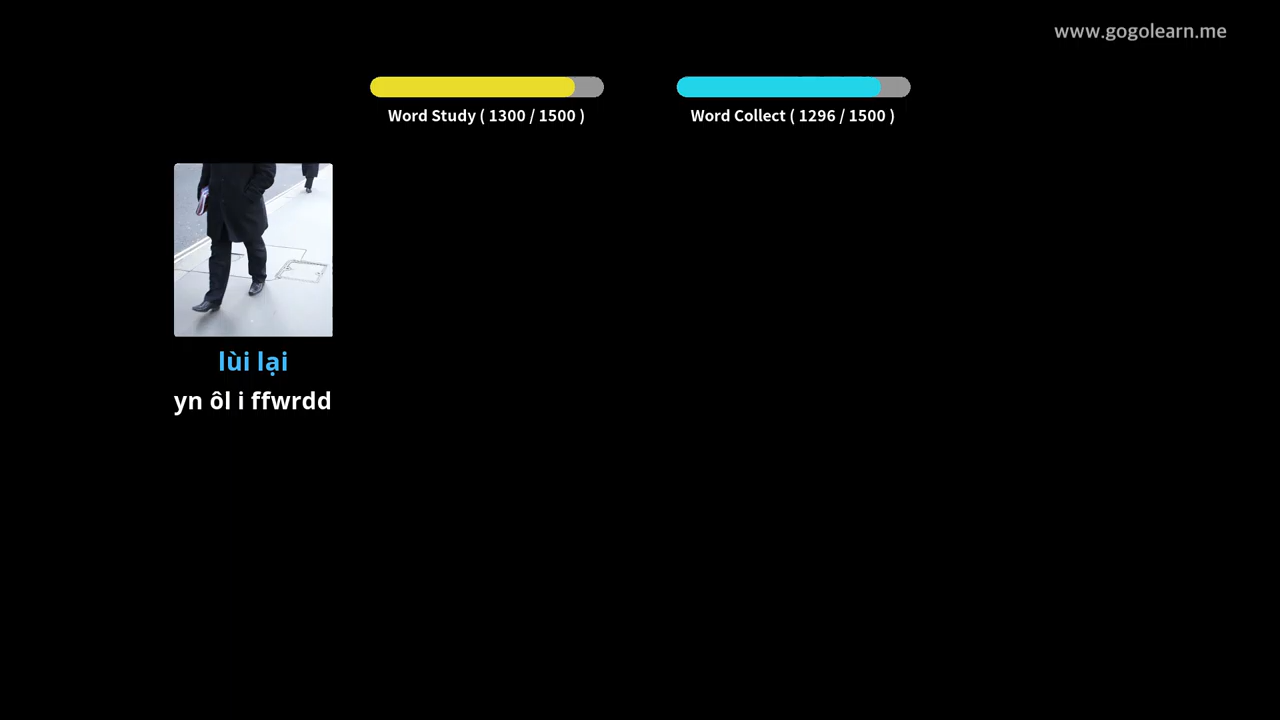 www.gogolearn.me
Word Study ( 1300 / 1500 )
Word Collect ( 1296 / 1500 )
lùi lại
yn ôl i ffwrdd